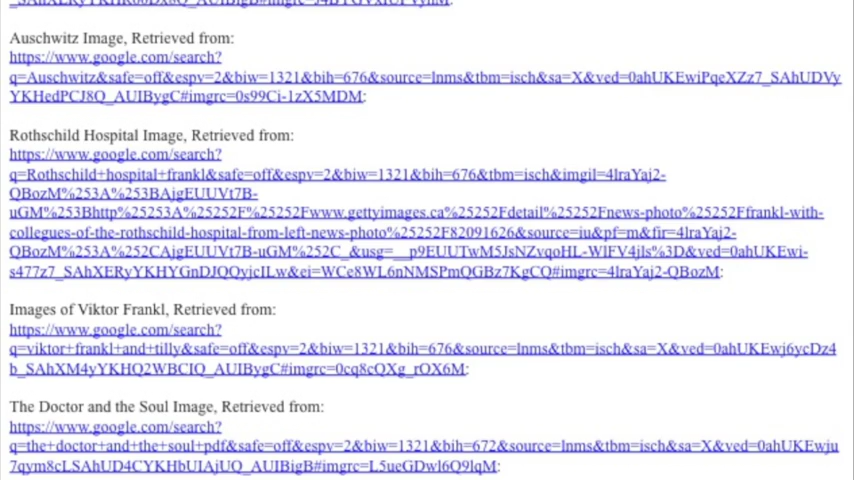 Auschwitz Image, Retrieved from:
https://www.google.com/search?
q=Auschwitz&safe=off&espv=2&biw=1321&bih=676&source=lnms&tbm=isch&sa=X&ved=0ahUKEwiPqeXZz7_SAhUDVy
YKHedPCJ8Q_AUIBygC#imgrc=0s99Ci-1zX5MDM:
Rothschild Hospital Image, Retrieved from:
https://www.google.com/search?
q=Rothschild+hospital+frankl&safe=off&espv=2&biw=1321&bih=676&tbm=isch&imgil=4lraYaj2-
QBozM%253A%253BAjgEUUVt7B-
uGM%253Bhttp%25253A%25252F%25252Fwww.gettyimages.ca%25252Fdetail%25252Fnews-photo%25252Ffrankl-with-
collegues-of-the-rothschild-hospital-from-left-news-photo%25252F82091626&source=iu&pf=m&fir=4lraYaj2-
QBozM%253A%252CAjgEUUVt7B-uGM%252C_&usg=__p9EUUTwM5JsNZvqoHL-WlFV4jls%3D&ved=0ahUKEwi-
s477z7_SAhXERyYKHYGnDJQQyjcILw&ei=WCe8WL6nNMSPmQGBz7KgCQ#imgrc=4lraYaj2-QBozM:
Images of Viktor Frankl, Retrieved from:
https://www.google.com/search?
q=viktor+frankl+and+tilly&safe=off&espv=2&biw=1321&bih=676&source=lnms&tbm=isch&sa=X&ved=0ahUKEwj6ycDz4
b_SAhXM4yYKHQ2WBCIQ_AUIBygC#imgrc=0cq8cQXg_rOX6M:
The Doctor and the Soul Image, Retrieved from:
https://www.google.com/search?
q=the+doctor+and+the+soul+pdf&safe=off&espv=2&biw=1321&bih=672&source=lnms&tbm=isch&sa=X&ved=0ahUKEwju
7qym8cLSAhUD4CYKHbUIAjUQ_AUIBigB#imgrc=L5ueGDwl6Q9lqM: